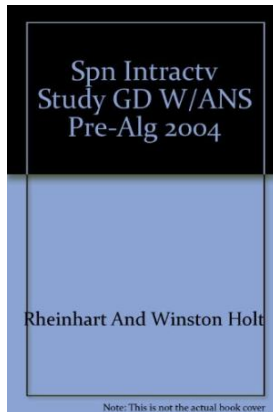 Spn Intractv
Study GD W/ANS
Pre-Alg 2004
Rheinhart And Winston Holt
Note: This is not the actual book cover